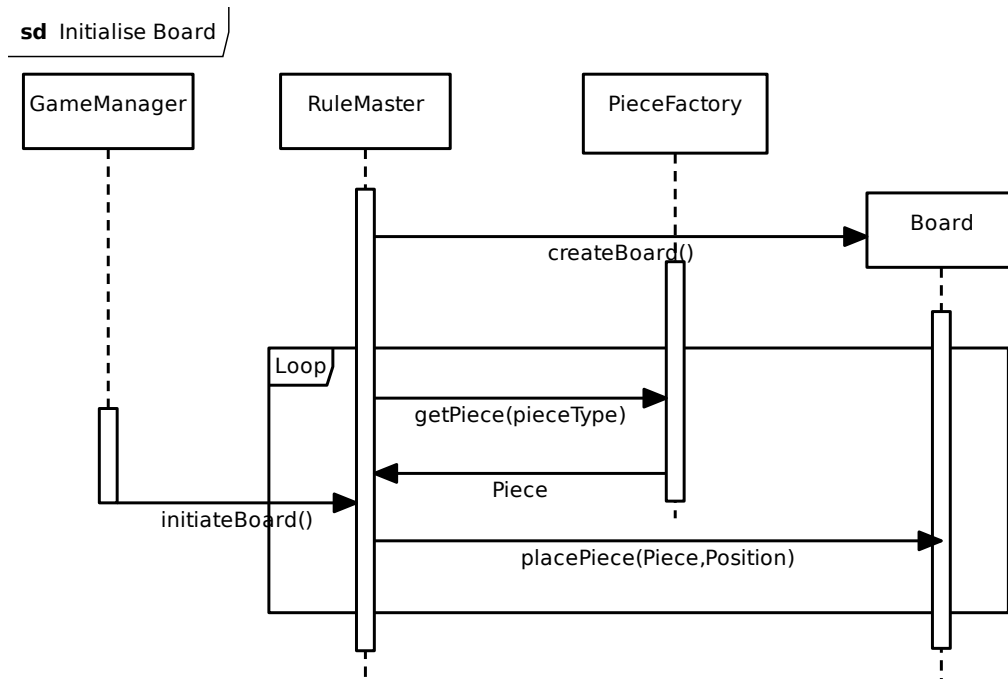 sd Initialise Board
GameManager
RuleMaster
PieceFactory
Board
createBoard()
Loop
getPiece(pieceType)
Piece
initiateBoard()
placePiece(Piece,Position)